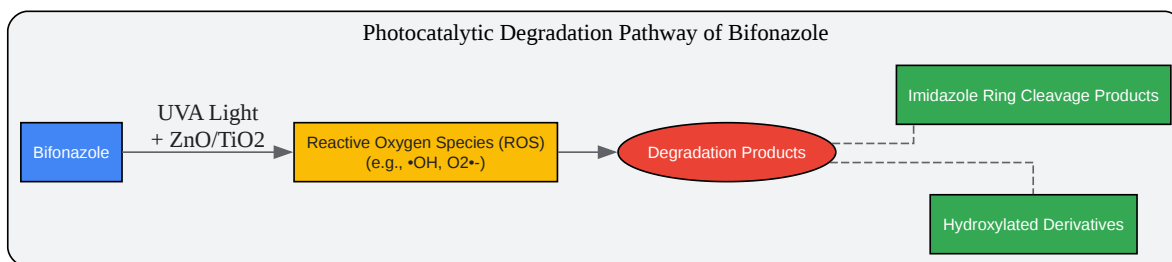 Photocatalytic Degradation Pathway of Bifonazole
UVA Light
+ ZnO/TiO2
Bifonazole
Reactive Oxygen Species (ROS)
(e.g., •OH, O2•-)
Degradation Products
Imidazole Ring Cleavage Products
Hydroxylated Derivatives